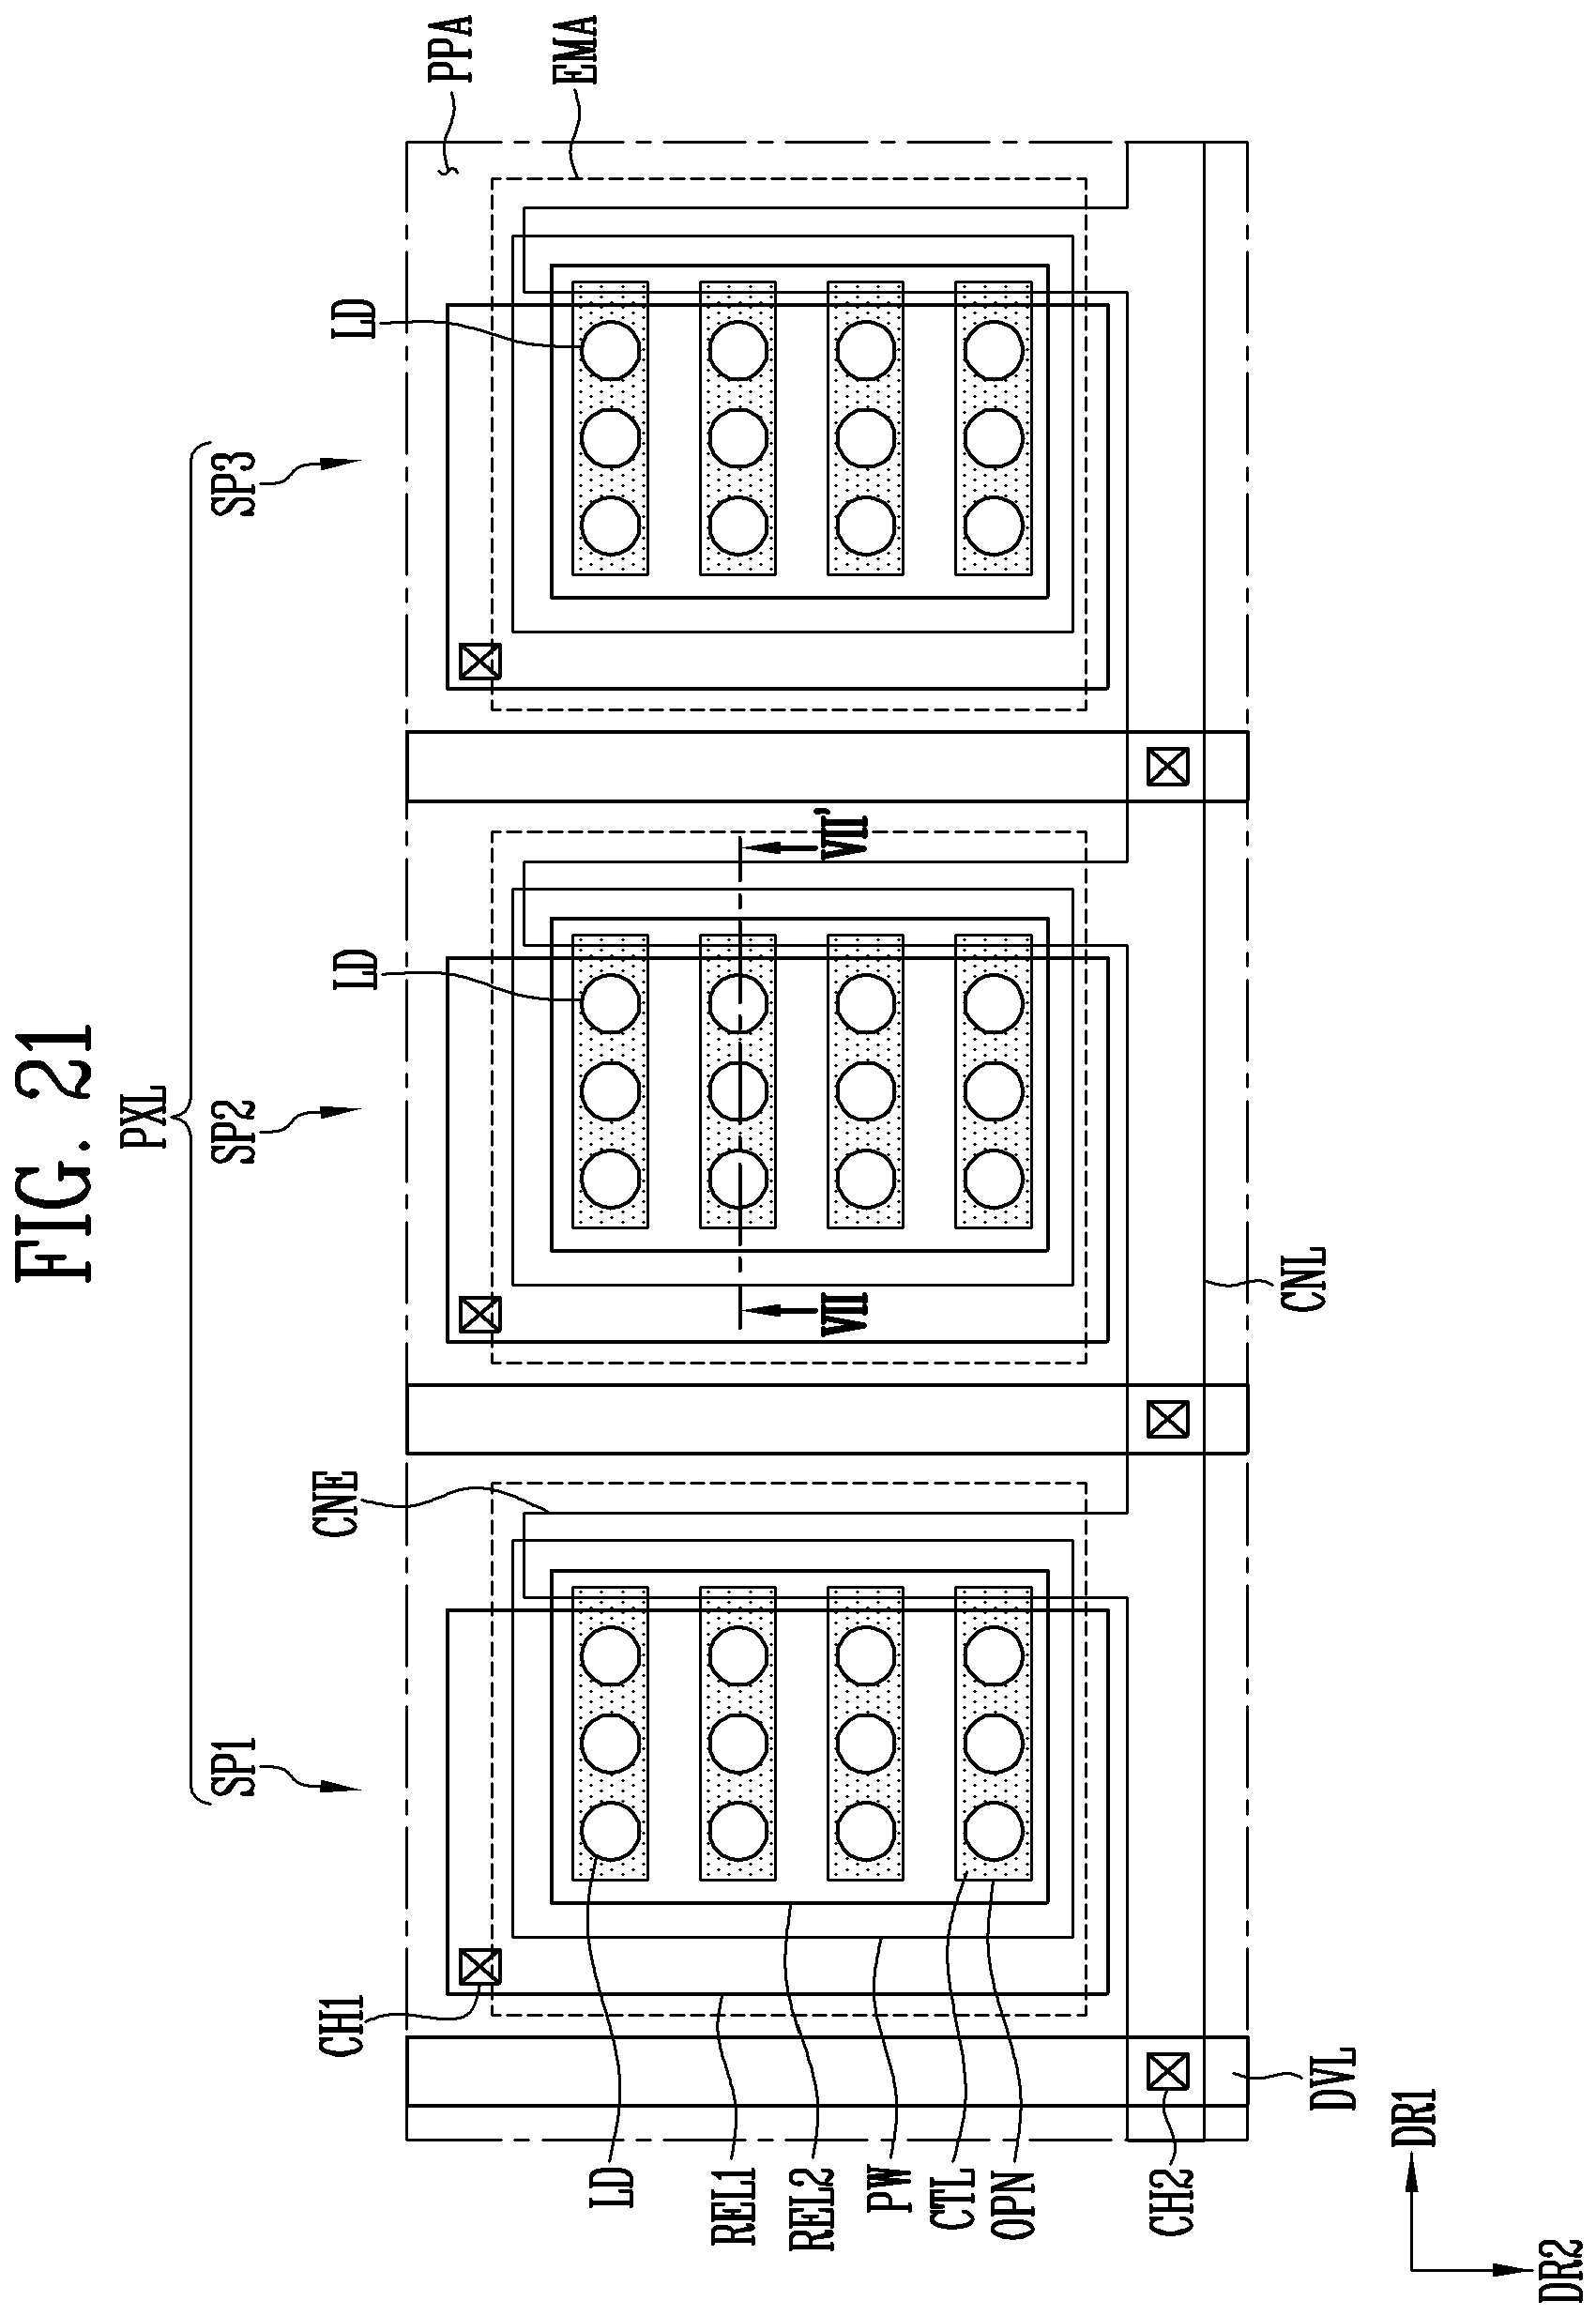 FIG. 21
PXL
SP1
SP2
SP3
CH1
CNE
LD
LD
PPA
EMA
VII
VII'
LD
REL1
REL2
PW
CTL
OPN
CH2
DVL
CNL
DR1
DR2